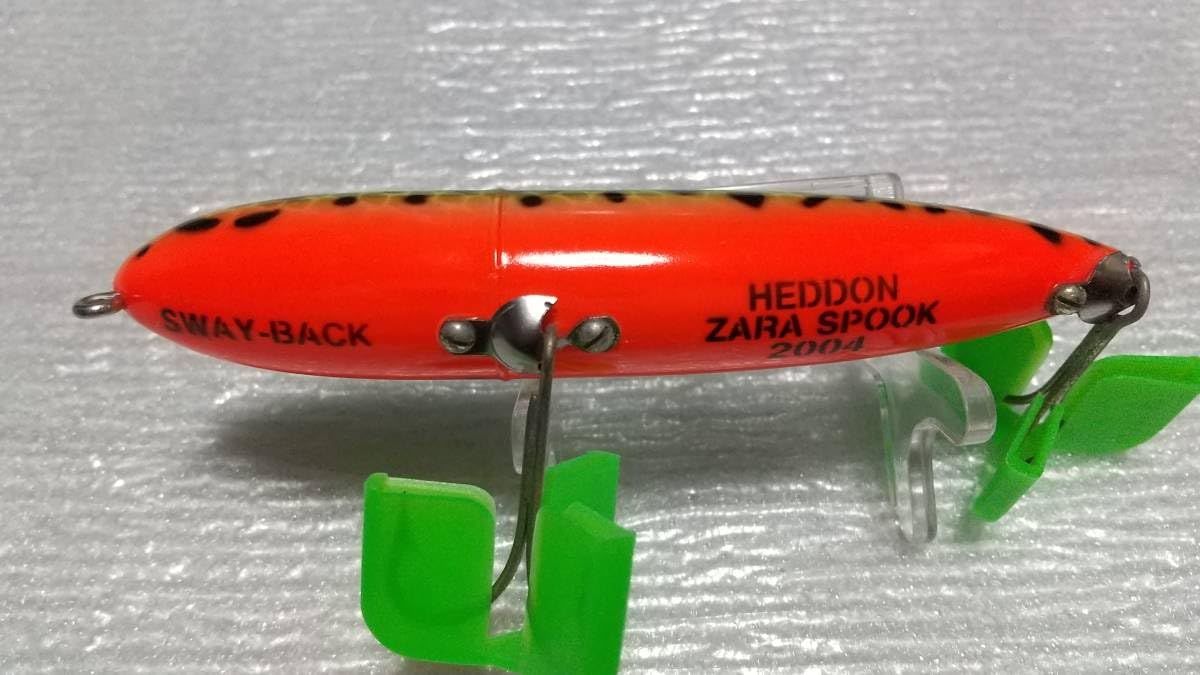 SWAY-BACK
HEDDON
ZARA SPOOK
2004